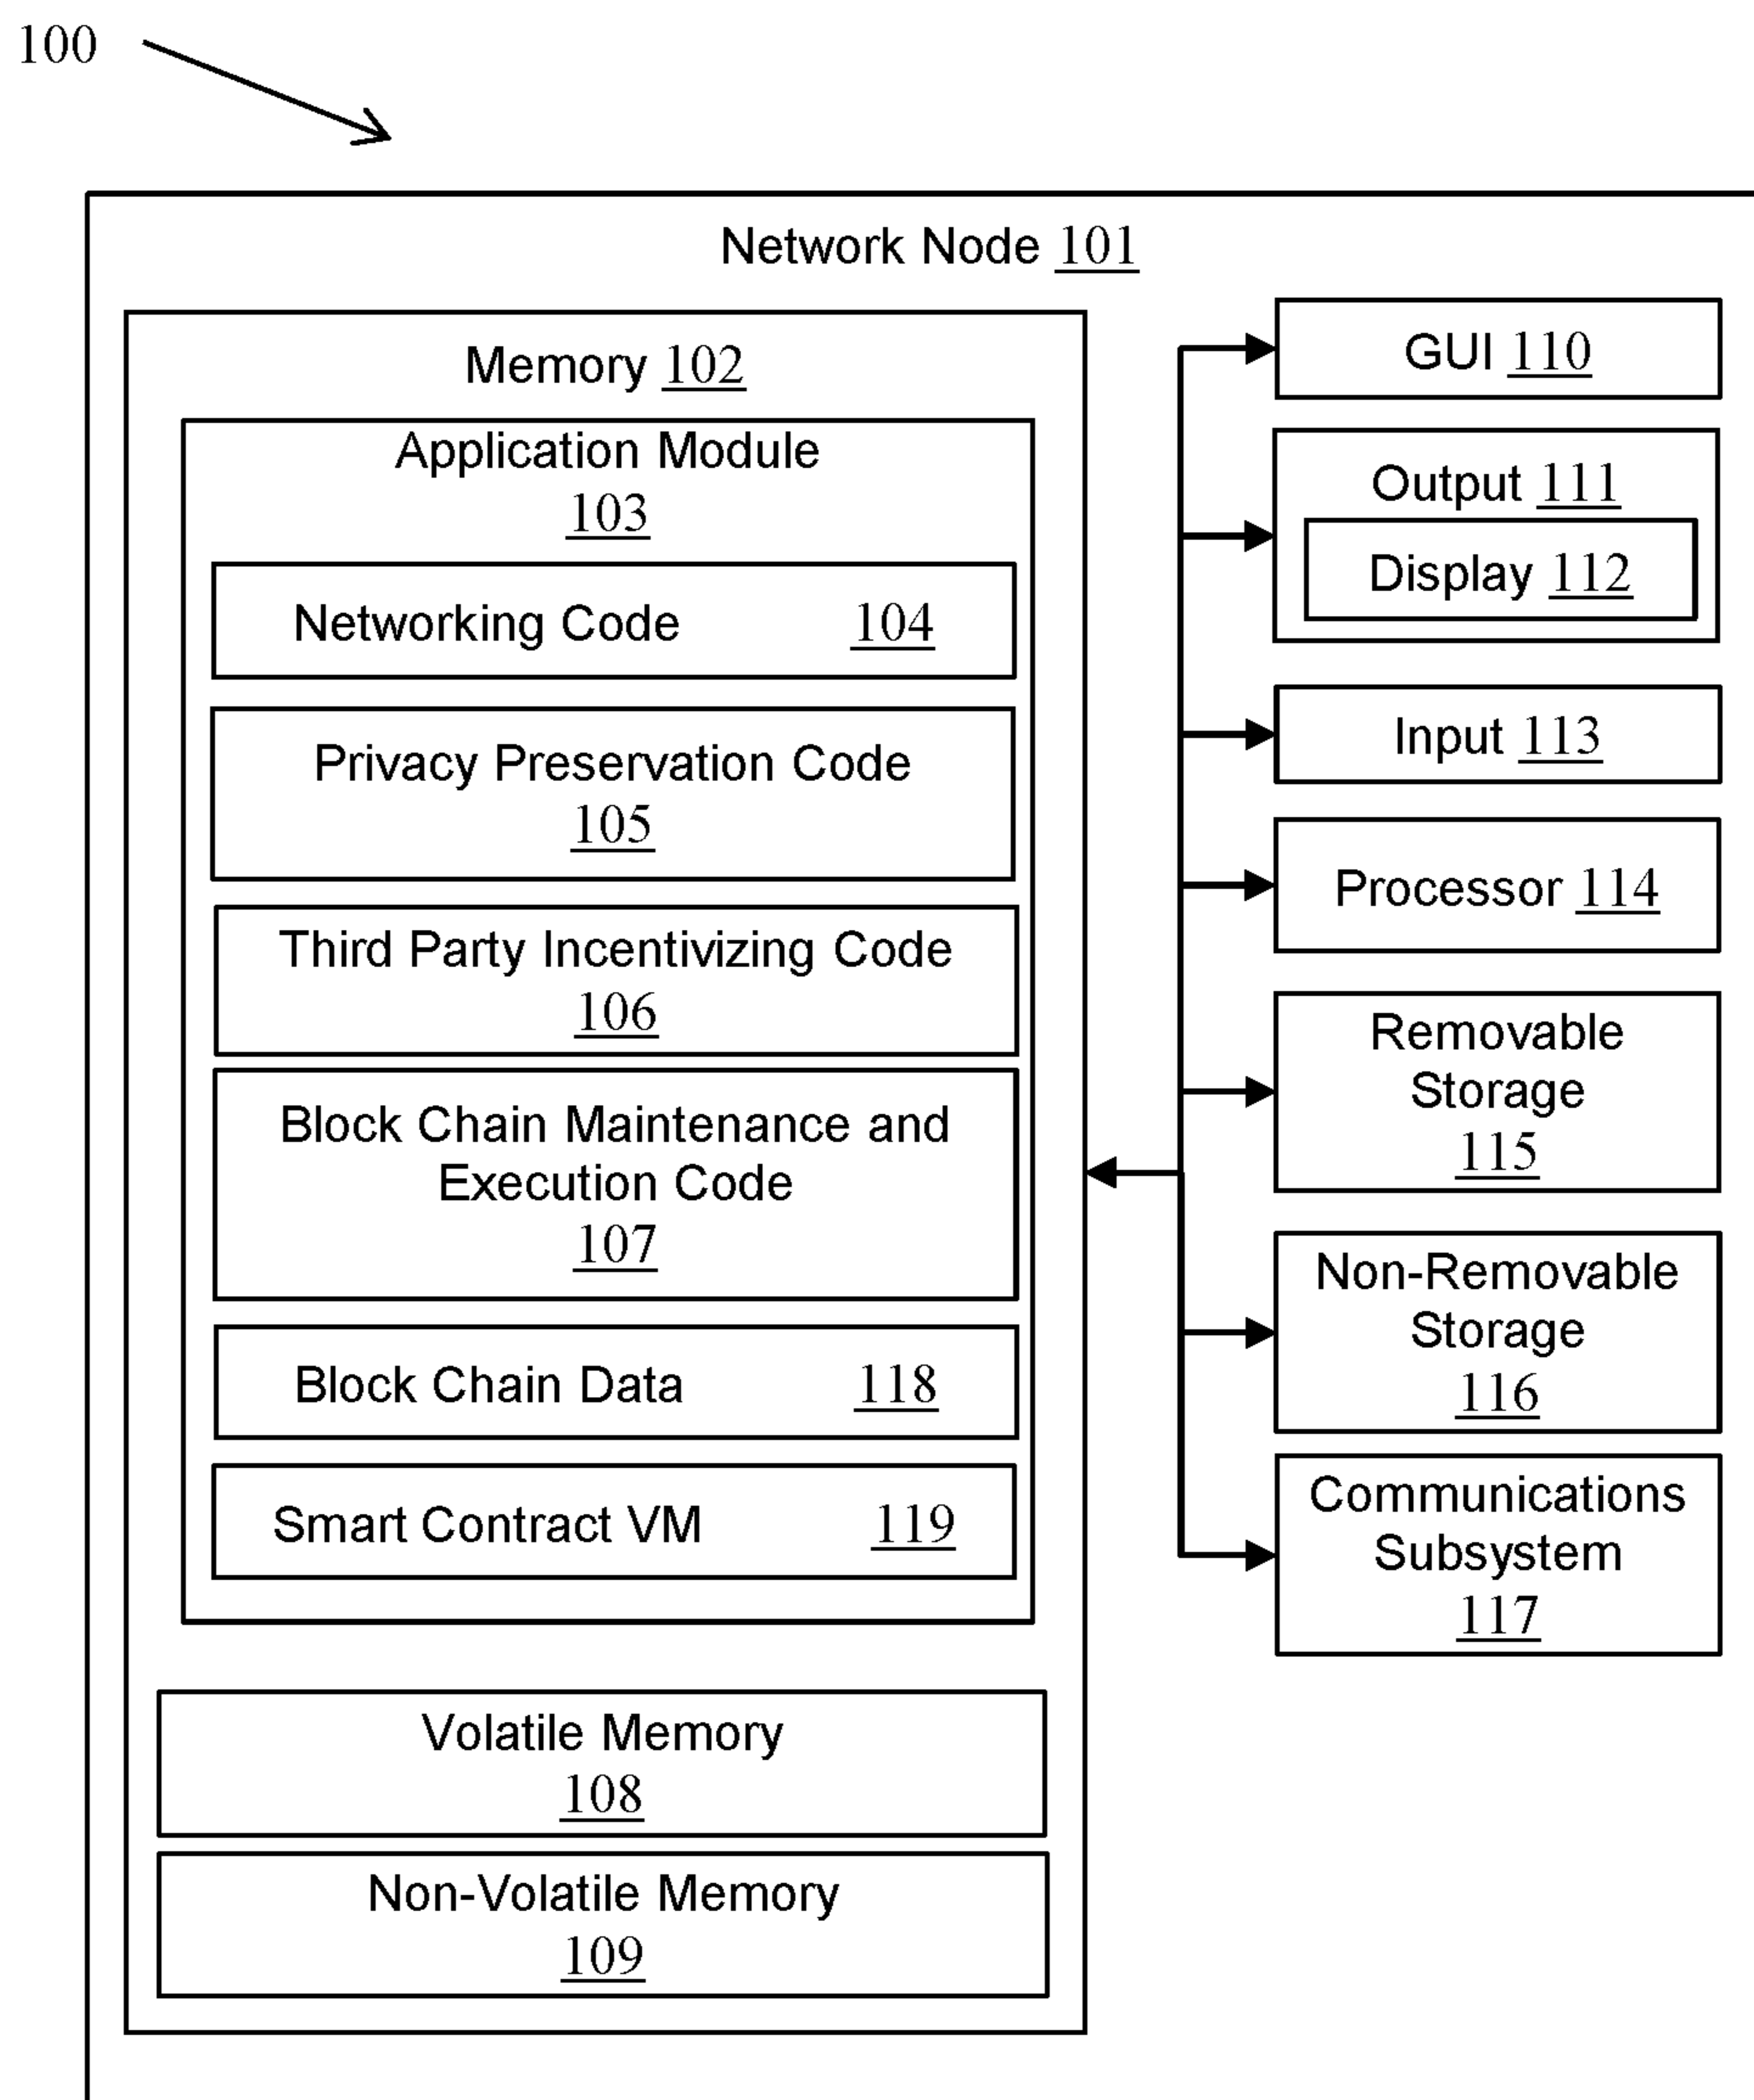 100
Network Node 101
Memory 102
Application Module
103
Networking Code 104
Privacy Preservation Code
105
Third Party Incentivizing Code
106
Block Chain Maintenance and
Execution Code
107
Block Chain Data 118
Smart Contract VM 119
Volatile Memory
108
Non-Volatile Memory
109
GUI 110
Output 111
Display 112
Input 113
Processor 114
Removable
Storage
115
Non-Removable
Storage
116
Communications
Subsystem
117